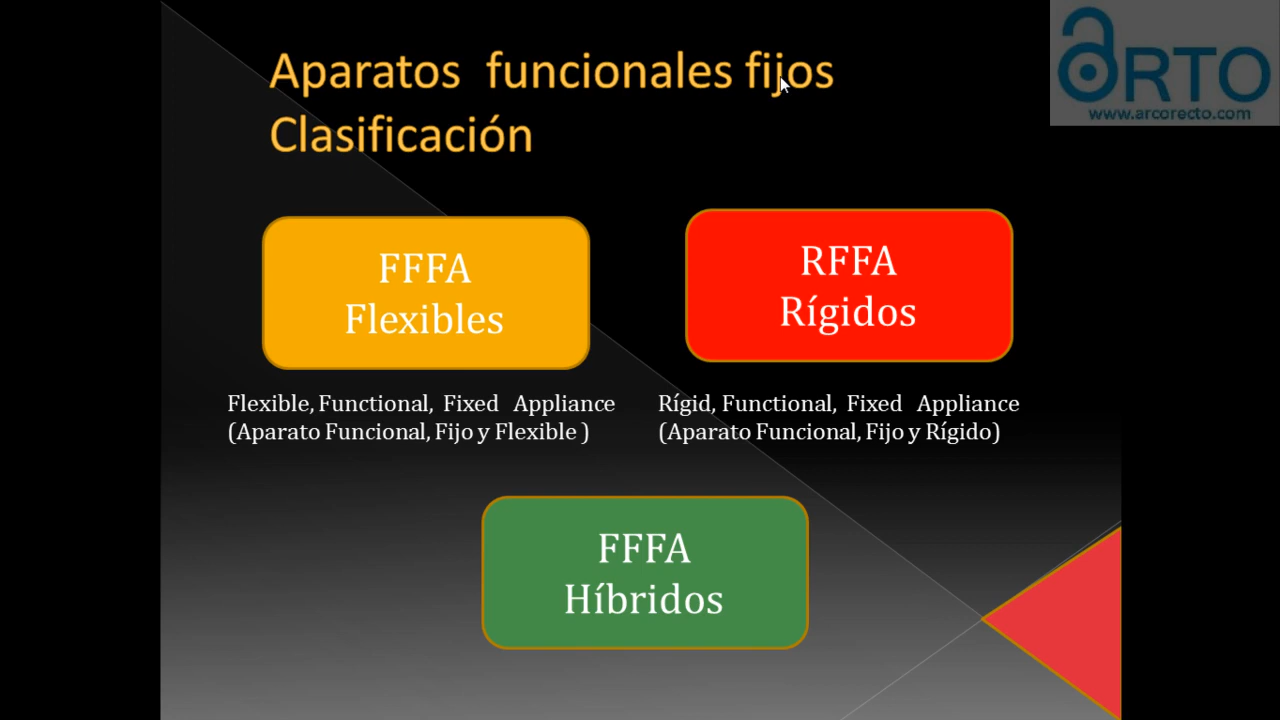 Aparatos funcionales fijos
Clasificación
ARTO
www.arcorecto.com
FFFA
Flexibles
RFFA
Rígidos
Flexible, Functional, Fixed Appliance
(Aparato Funcional, Fijo y Flexible )
Rígid, Functional, Fixed Appliance
(Aparato Funcional, Fijo y Rígido)
FFFA
Híbridos